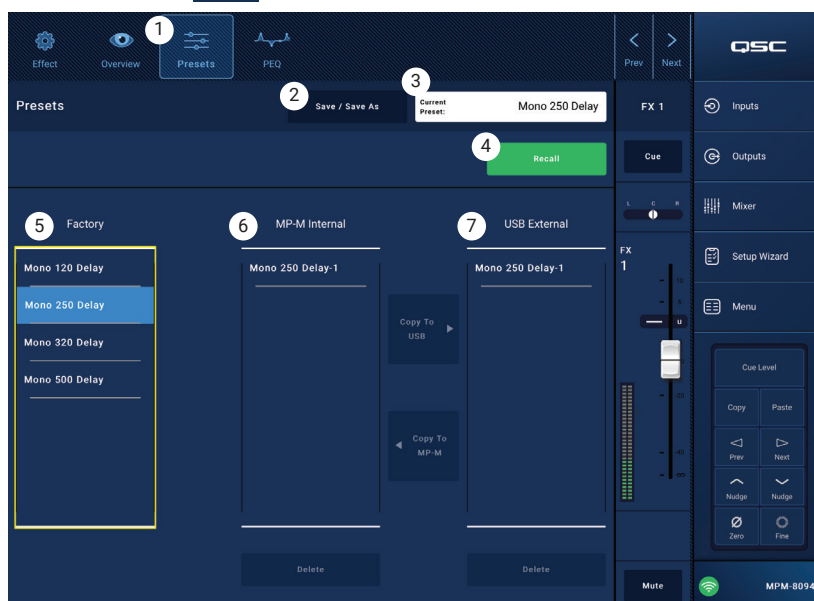 1
Effect
Overview
Presets
PEQ
Prev
Next
QSC
Presets
2
Save / Save As
3
Current Preset:
Mono 250 Delay
FX 1
4
Recall
Cue
5
Factory
6
MP-M Internal
7
USB External
L C R
Mono 120 Delay
Mono 250 Delay
Mono 320 Delay
Mono 500 Delay
Mono 250 Delay-1
Copy To
USB
Copy To
MP-M
Mono 250 Delay-1
Delete
Delete
FX
1
10
5
U
-20
-40
∞
Mute
Inputs
Outputs
Mixer
Setup Wizard
Menu
Cue Level
Copy
Paste
Prev
Next
Nudge
Nudge
Zero
Fine
MPM-8094